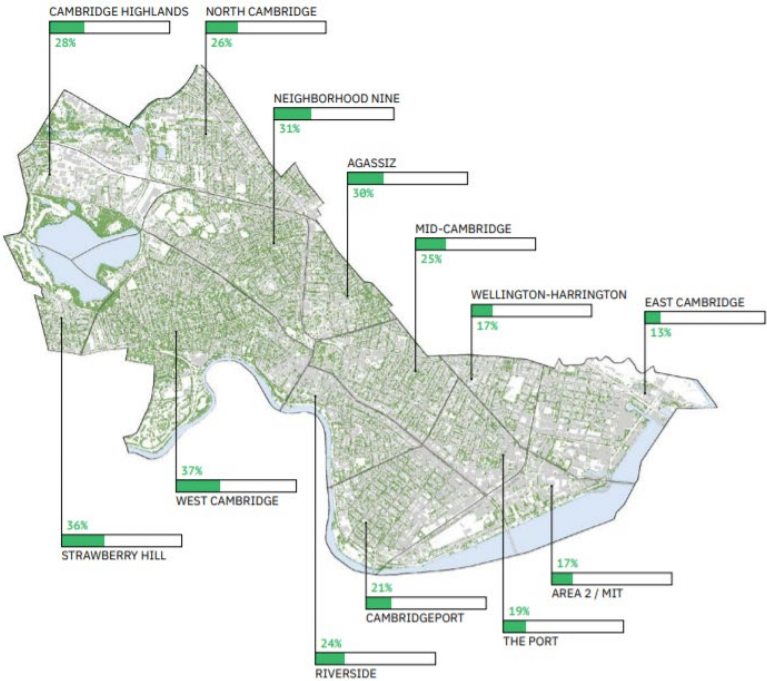 CAMBRIDGE HIGHLANDS
28%
NORTH CAMBRIDGE
26%
NEIGHBORHOOD NINE
31%
AGASSIZ
30%
MID-CAMBRIDGE
25%
WELLINGTON-HARRINGTON
17%
EAST CAMBRIDGE
13%
37%
WEST CAMBRIDGE
36%
STRAWBERRY HILL
17%
AREA 2 / MIT
21%
CAMBRIDGEPORT
19%
THE PORT
24%
RIVERSIDE